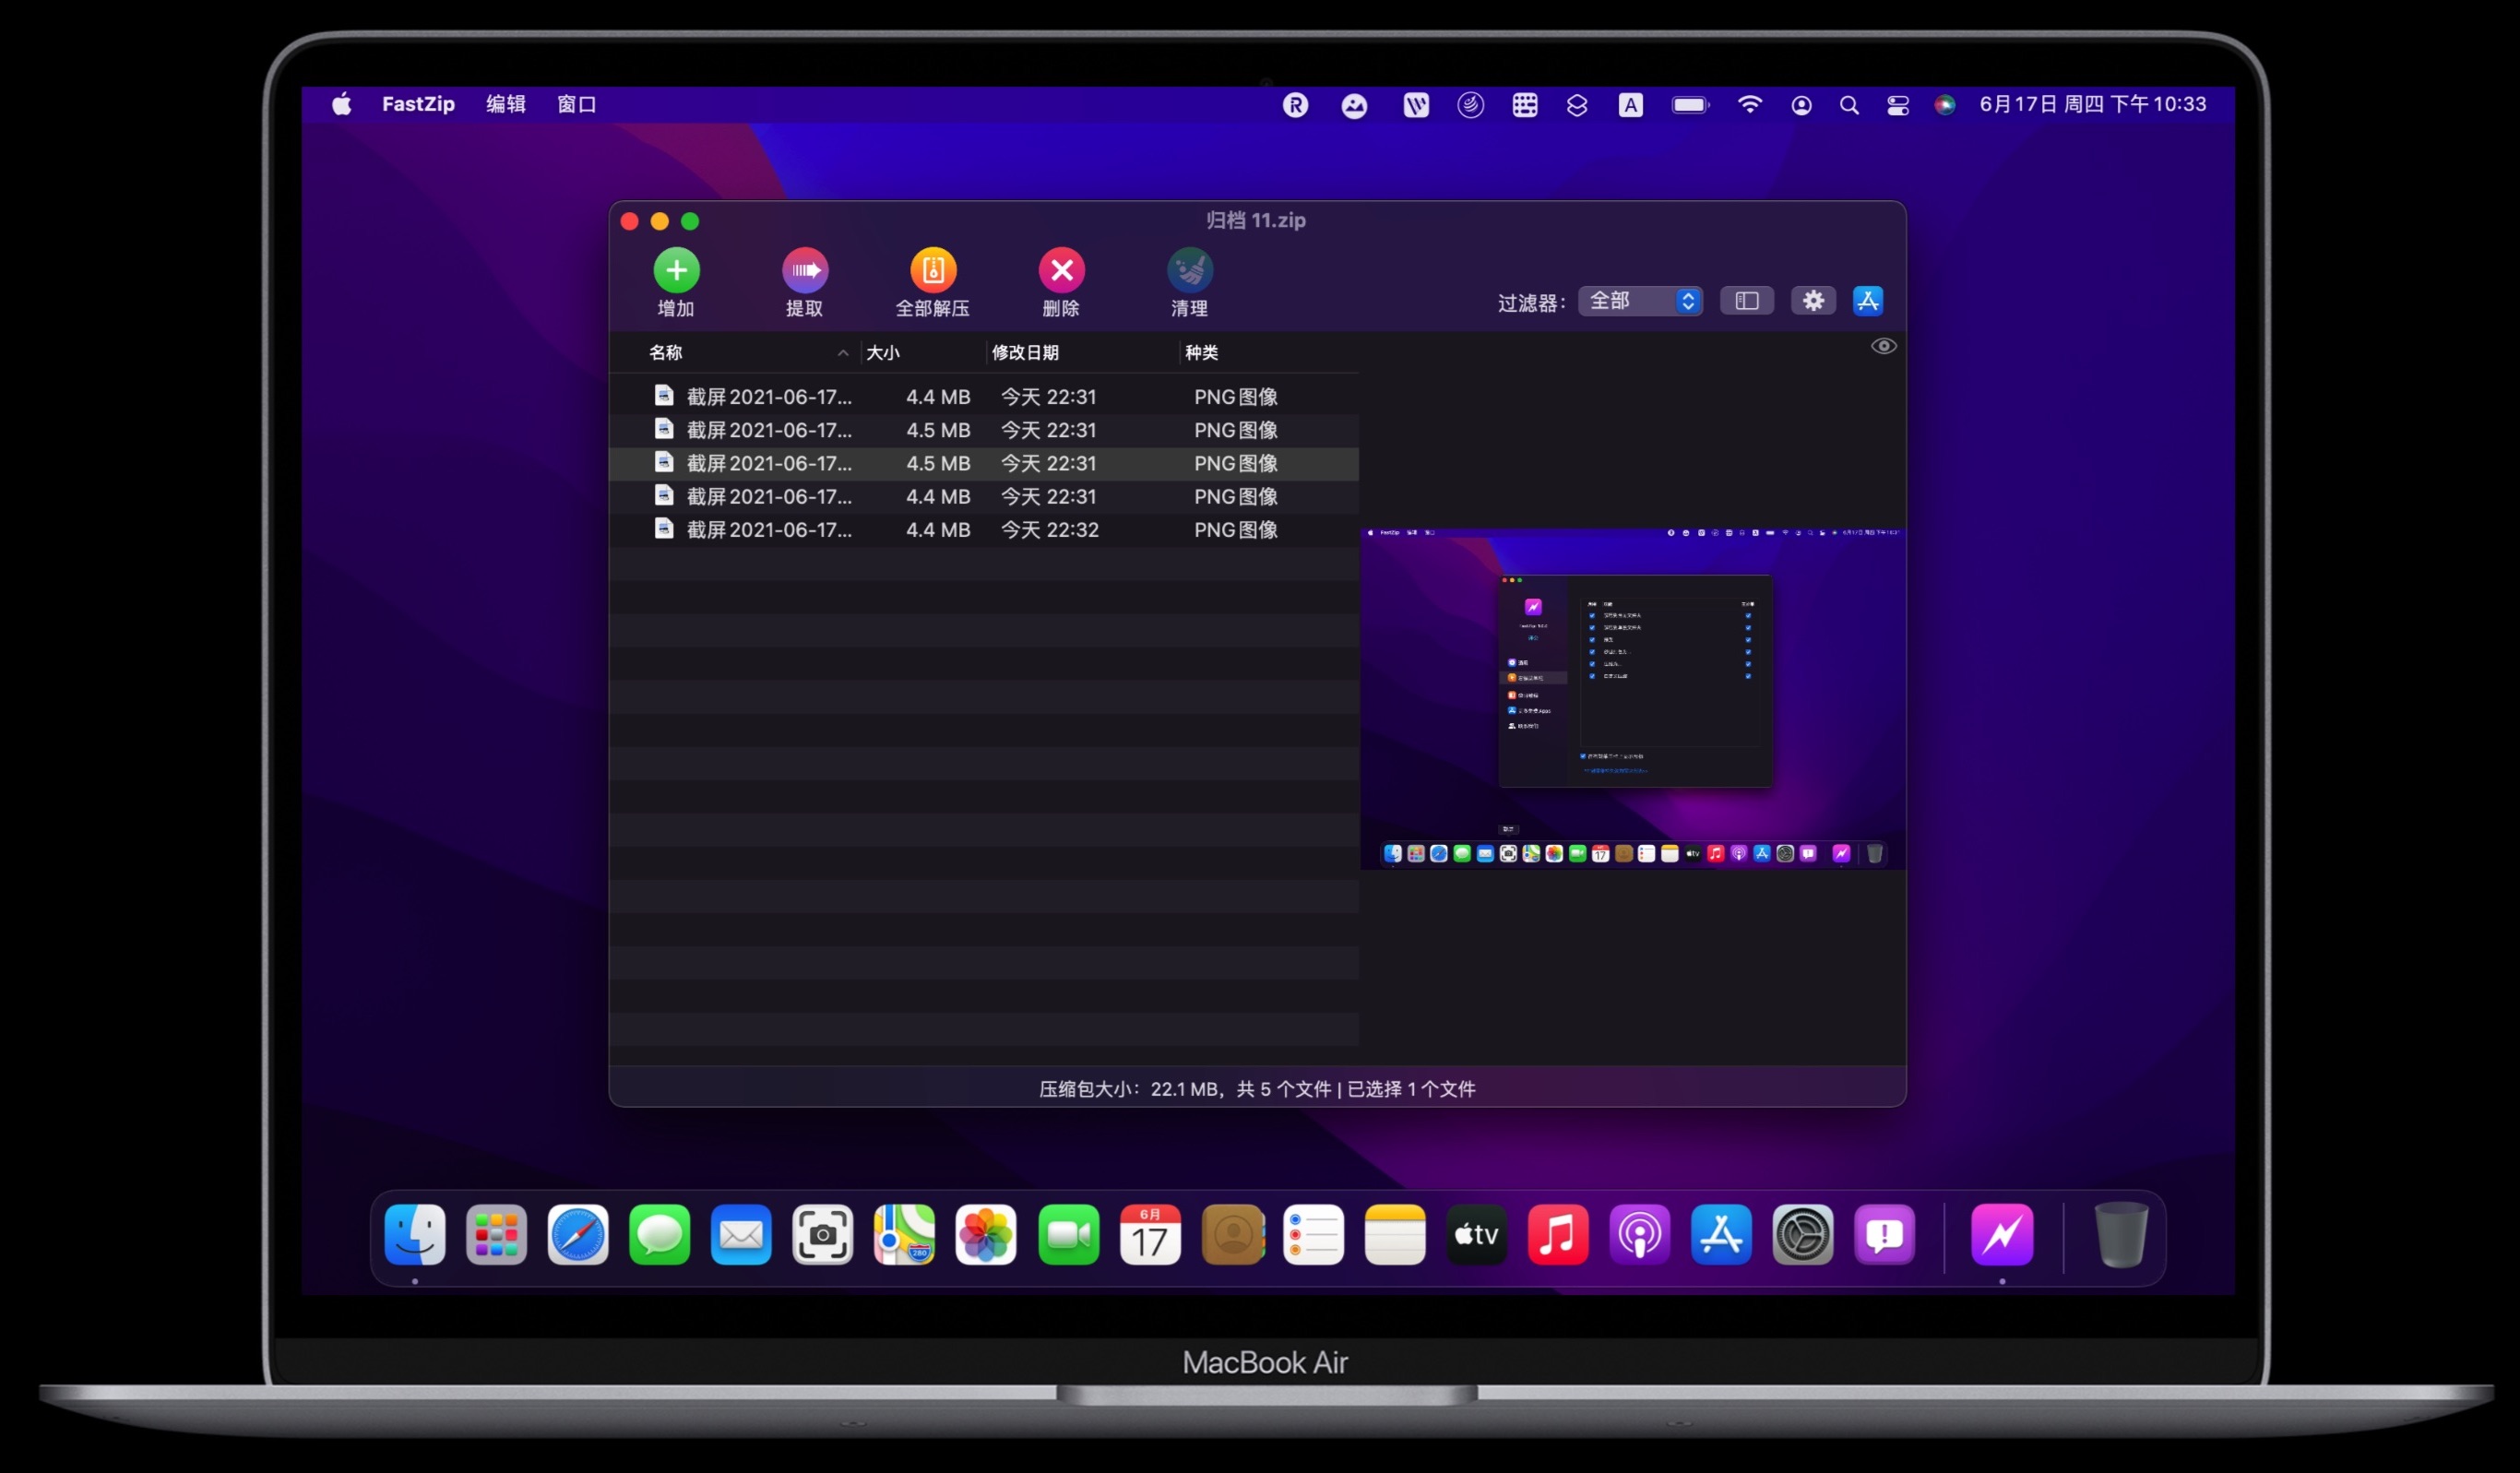 FastZip 编辑 窗口
6月17日 周四 下午10:33
归档 11.zip
增加 提取 全部解压 删除 清理
过滤器： 全部
名称 大小 修改日期 种类
截屏2021-06-17... 4.4 MB 今天 22:31 PNG图像
截屏2021-06-17... 4.5 MB 今天 22:31 PNG图像
截屏2021-06-17... 4.5 MB 今天 22:31 PNG图像
截屏2021-06-17... 4.4 MB 今天 22:31 PNG图像
截屏2021-06-17... 4.4 MB 今天 22:32 PNG图像
压缩包大小：22.1 MB，共 5 个文件 | 已选择 1 个文件
280
6月
17
tv
MacBook Air